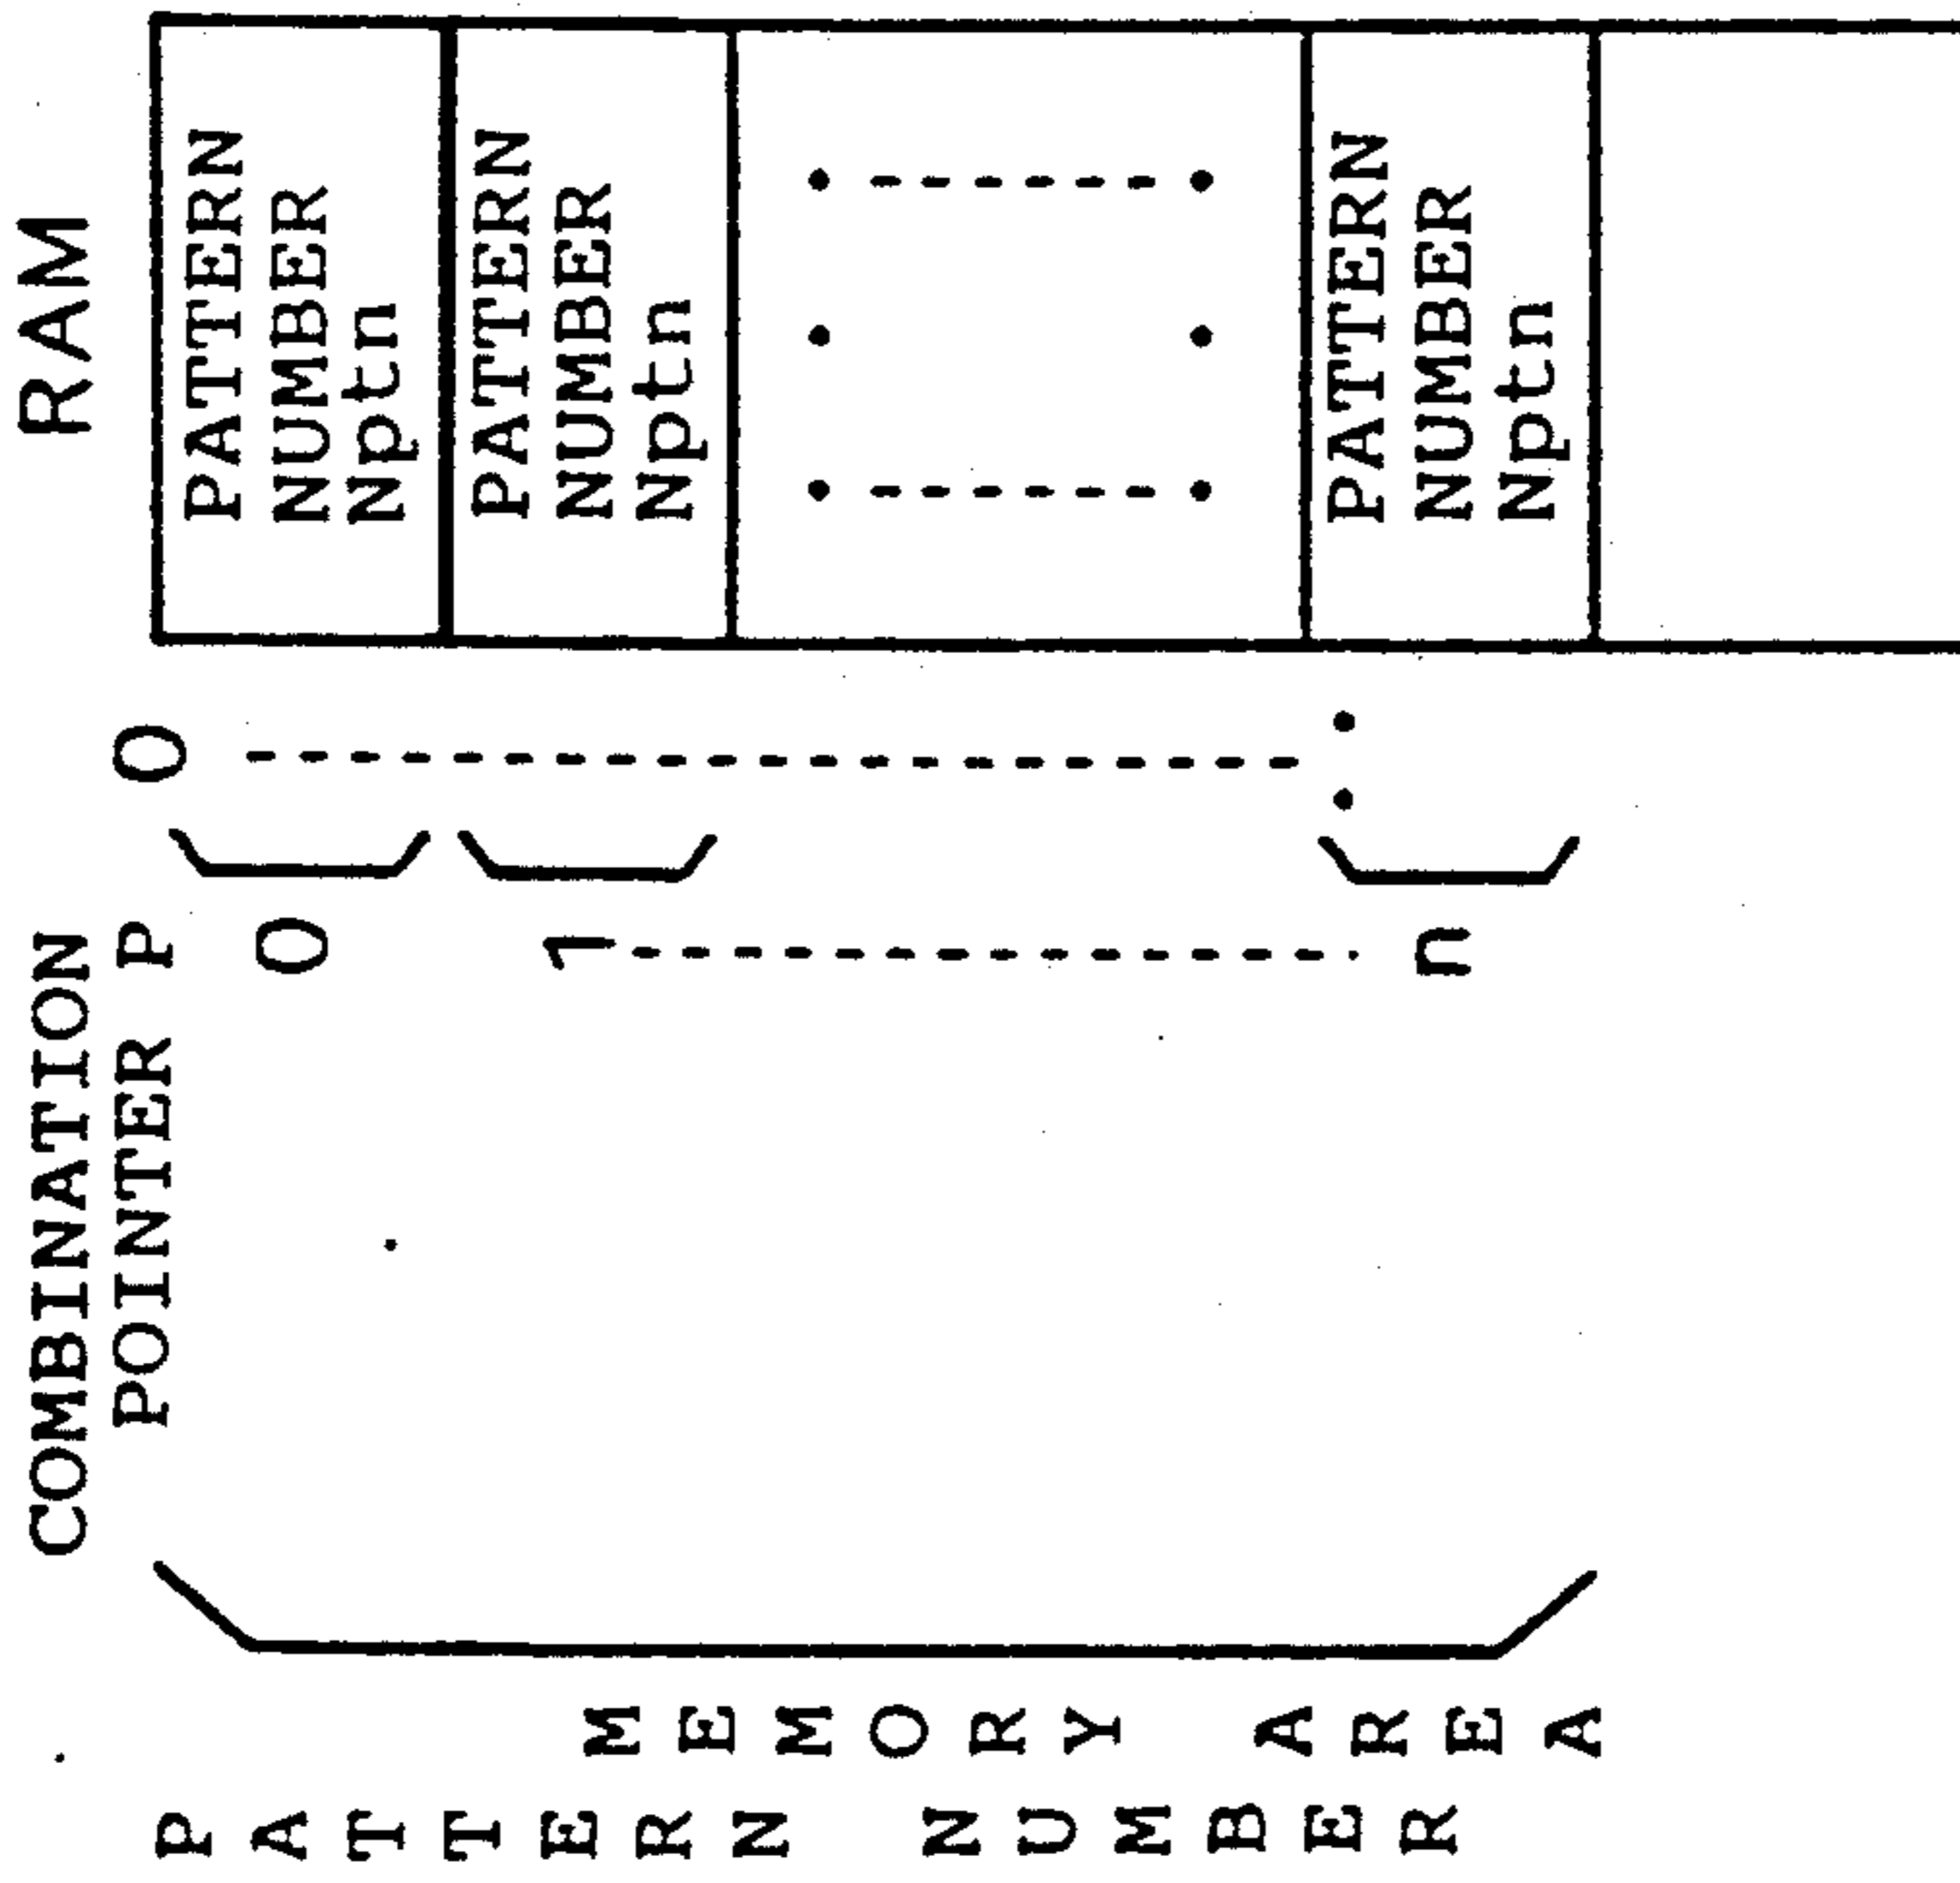 RAM
COMBINATION
POINTER P
0
PATTERN
NUMBER
Nptn
0
PATTERN
NUMBER
Nptn
1
PATTERN
NUMBER
Nptn
n
PATTERN NUMBER
MEMORY AREA